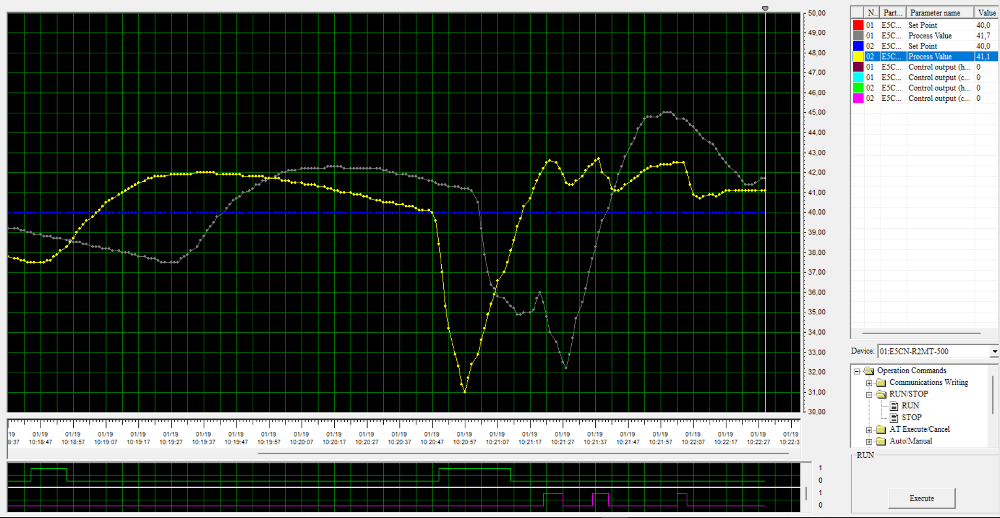 N.. Part... Parameter name Value
01 E5C... Set Point 40,0
01 E5C... Process Value 41,7
02 E5C... Set Point 40,0
02 E5C... Process Value 41,1
01 E5C... Control output (h... 0
01 E5C... Control output (c... 0
02 E5C... Control output (h... 0
02 E5C... Control output (c... 0
50,00
49,00
48,00
47,00
46,00
45,00
44,00
43,00
42,00
41,00
40,00
39,00
38,00
37,00
36,00
35,00
34,00
33,00
32,00
31,00
30,00
/19 01/19 01/19 01/19 01/19 01/19 01/19 01/19 01/19 01/19 01/19 01/19 01/19 01/19 01/19 01/19 01/19 01/19 01/19 01/19 01/19 01/19 01/19 01/19 01/19
8:37 10:18:47 10:18:57 10:19:07 10:19:17 10:19:27 10:19:37 10:19:47 10:19:57 10:20:07 10:20:17 10:20:27 10:20:37 10:20:47 10:20:57 10:21:07 10:21:17 10:21:27 10:21:37 10:21:47 10:21:57 10:22:07 10:22:17 10:22:27 10:22:3
1
0
1
0
Device: 01:E5CN-R2MT-500
Operation Commands
Communications Writing
RUN/STOP
RUN
STOP
AT Execute/Cancel
Auto/Manual
RUN
Execute